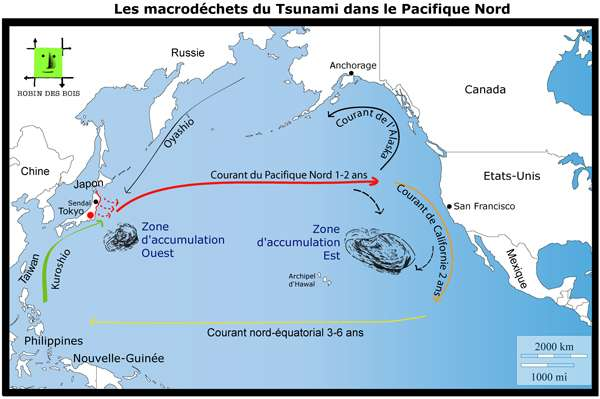 Les macrodéchets du Tsunami dans le Pacifique Nord
ROBIN DES BOIS
Russie
Anchorage
Canada
Oyashio
Courant de l'Alaska
Chine
Japon
Courant du Pacifique Nord 1-2 ans
Etats-Unis
Sendai
Tokyo
San Francisco
Courant de Californie 2 ans
Zone
d'accumulation
Ouest
Zone
d'accumulation
Est
Taiwan
Kuroshio
Mexique
Archipel
d'Hawaï
Courant nord-équatorial 3-6 ans
Philippines
Nouvelle-Guinée
2000 km
1000 mi